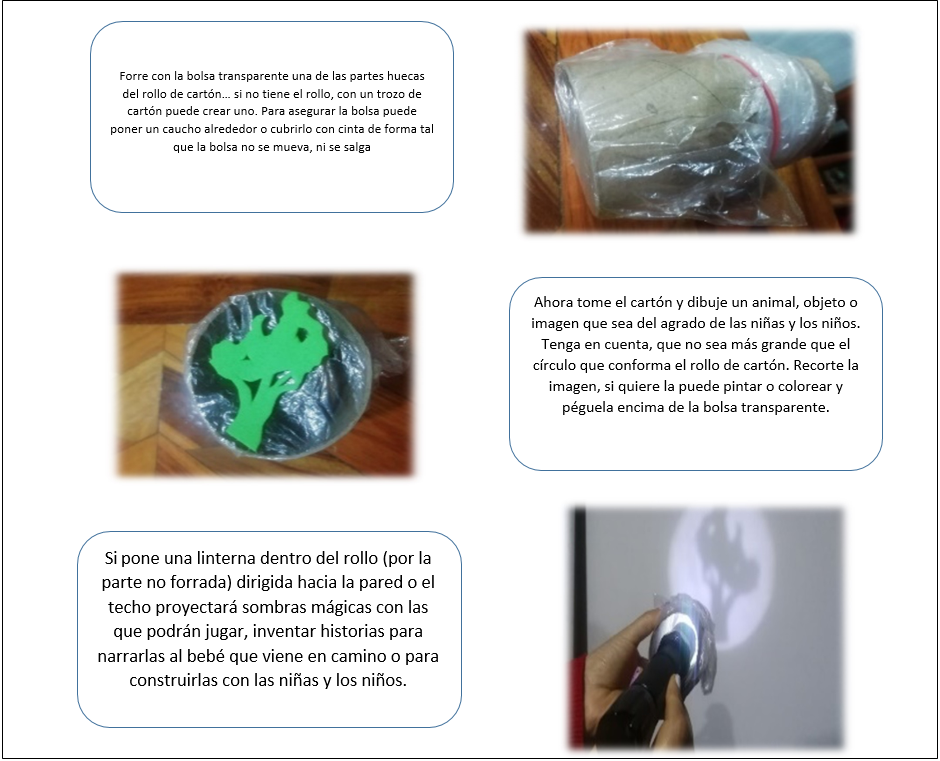 Forre con la bolsa transparente una de las partes huecas
del rollo de cartón… si no tiene el rollo, con un trozo de
cartón puede crear uno. Para asegurar la bolsa puede
poner un caucho alrededor o cubrirlo con cinta de forma tal
que la bolsa no se mueva, ni se salga
Ahora tome el cartón y dibuje un animal, objeto o
imagen que sea del agrado de las niñas y los niños.
Tenga en cuenta, que no sea más grande que el
círculo que conforma el rollo de cartón. Recorte la
imagen, si quiere la puede pintar o colorear y
péguela encima de la bolsa transparente.
Si pone una linterna dentro del rollo (por la
parte no forrada) dirigida hacia la pared o el
techo proyectará sombras mágicas con las
que podrán jugar, inventar historias para
narrarlas al bebé que viene en camino o para
construirlas con las niñas y los niños.